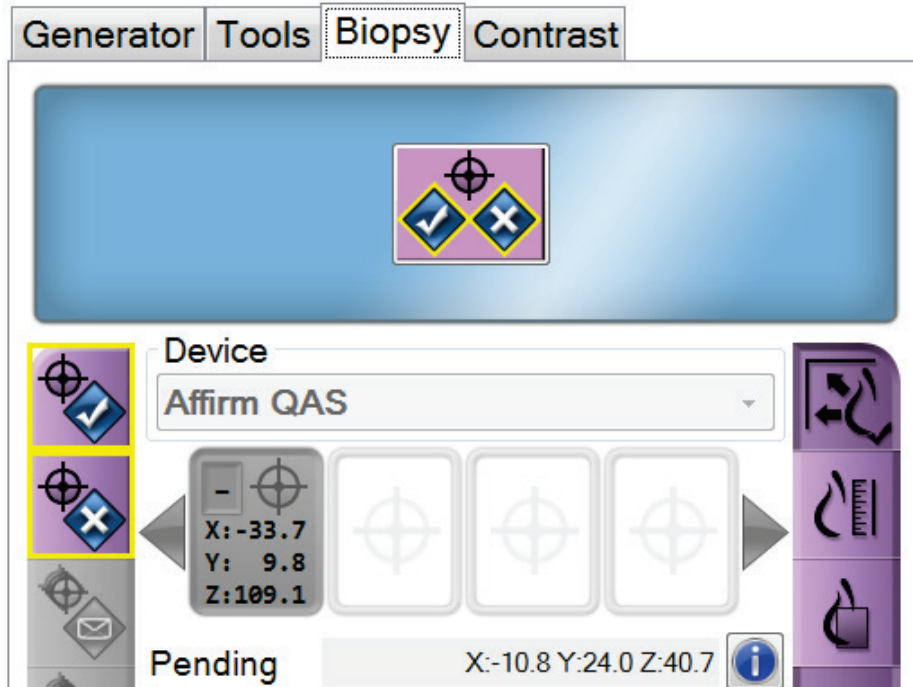 Generator Tools Biopsy Contrast
Device
Affirm QAS
-
X:-33.7
Y: 9.8
Z:109.1
Pending X:-10.8 Y:24.0 Z:40.7 i